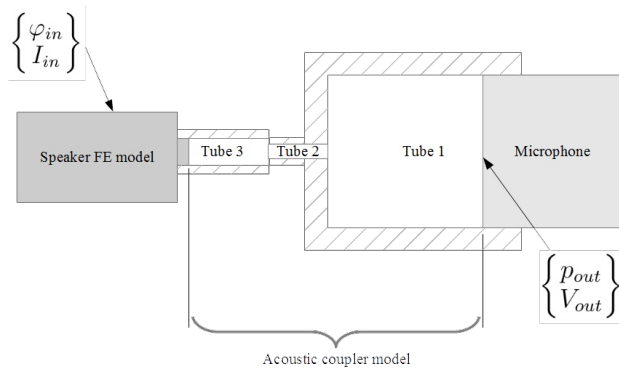 φ_in
I_in
Speaker FE model
Tube 3
Tube 2
Tube 1
Microphone
p_out
V_out
Acoustic coupler model